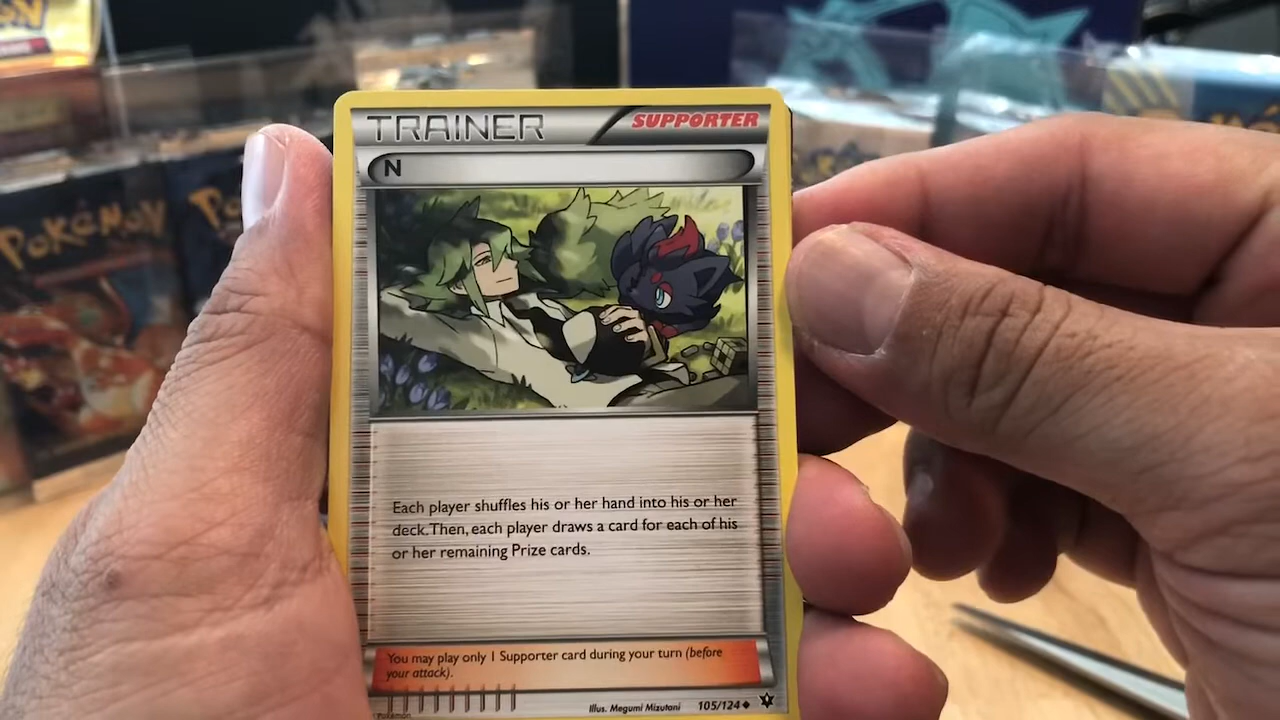 TRAINER SUPPORTER
N
Each player shuffles his or her hand into his or her
deck. Then, each player draws a card for each of his
or her remaining Prize cards.
You may play only 1 Supporter card during your turn (before
your attack).
Illus. Megumi Mizutani 105/124
Pokémon
POKÉMON